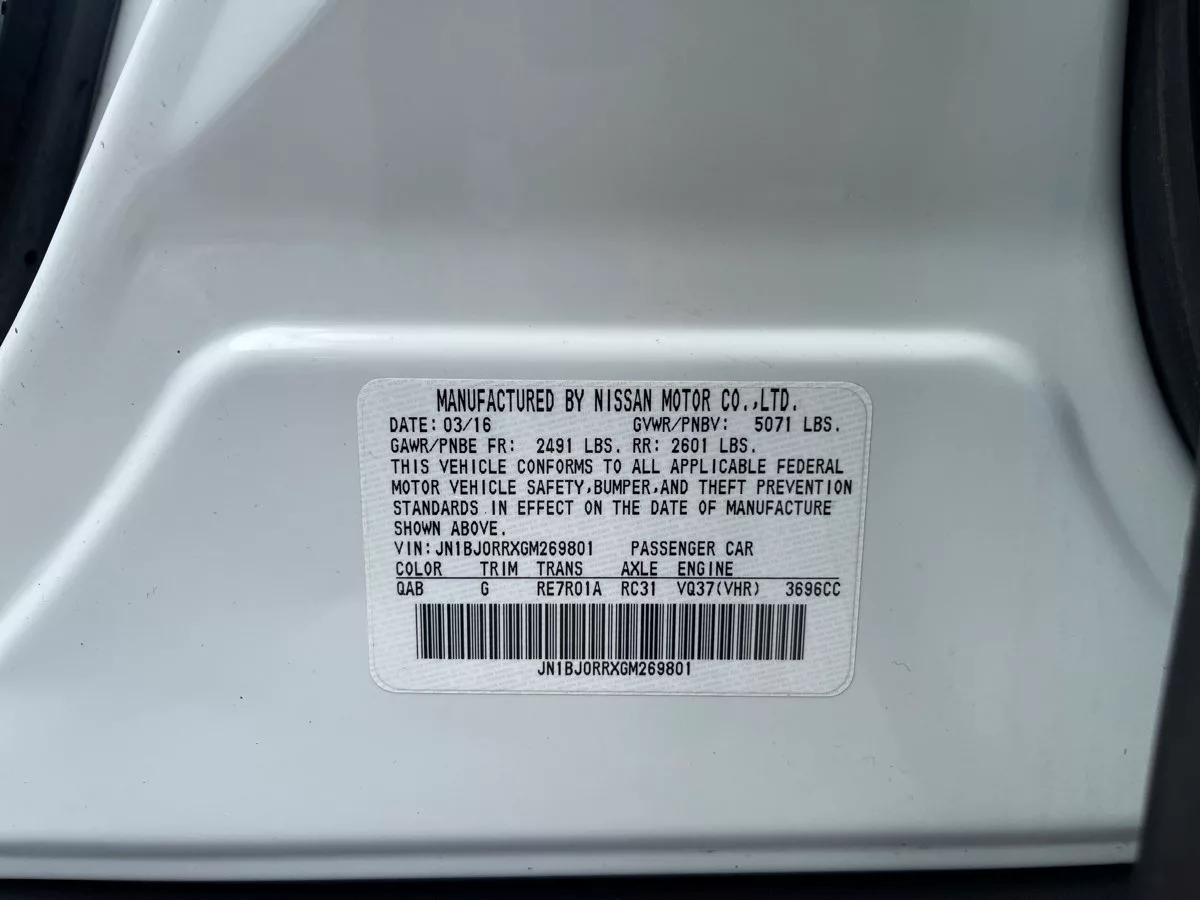 MANUFACTURED BY NISSAN MOTOR CO.,LTD.
DATE: 03/16 GVWR/PNBV: 5071 LBS.
GAWR/PNBE FR: 2491 LBS. RR: 2601 LBS.
THIS VEHICLE CONFORMS TO ALL APPLICABLE FEDERAL
MOTOR VEHICLE SAFETY,BUMPER,AND THEFT PREVENTION
STANDARDS IN EFFECT ON THE DATE OF MANUFACTURE
SHOWN ABOVE.
VIN:JN1BJ0RRXGM269801 PASSENGER CAR
COLOR TRIM TRANS AXLE ENGINE
QAB G RE7R01A RC31 VQ37(VHR) 3696CC
JN1BJ0RRXGM269801